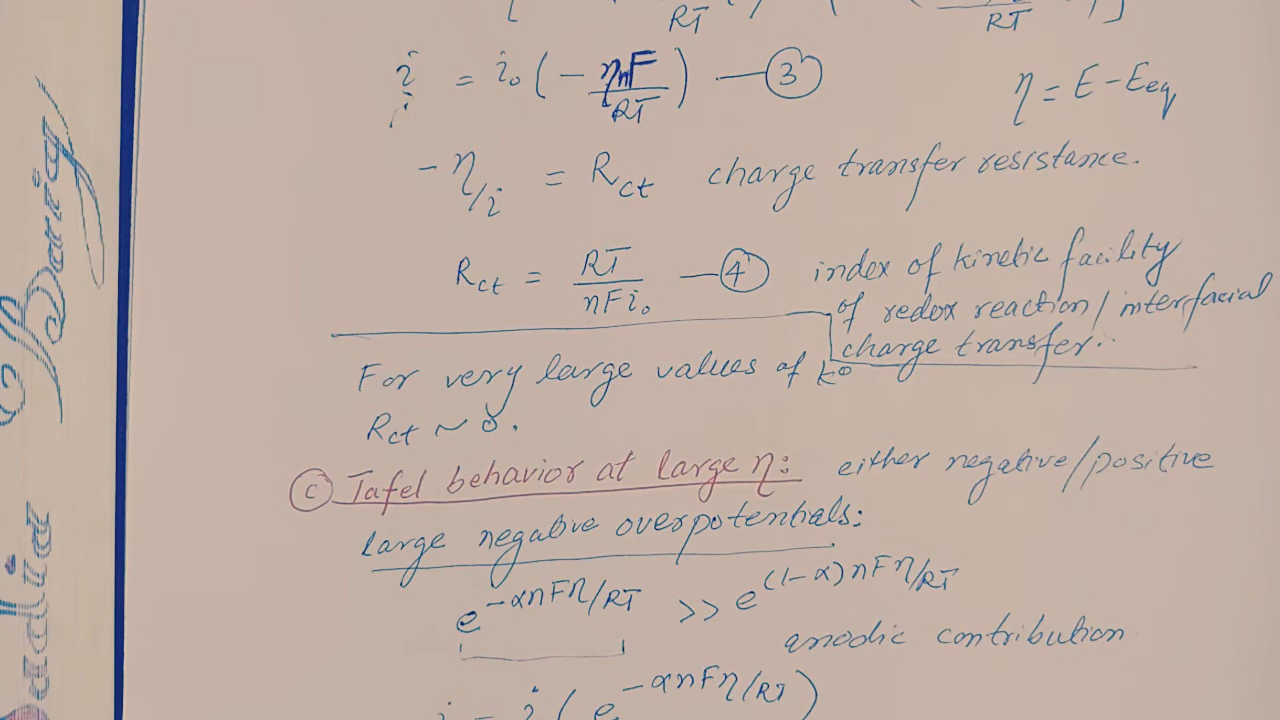 RT RT
i = i₀ ( - ηnF / RT ) — ③ η = E - Eeq
- η/i = Rct charge transfer resistance.
Rct = RT / nFi₀ — ④ index of kinetic facility
of redox reaction / interfacial
charge transfer.
For very large values of k⁰
Rct ~ 0.
ⓒ Tafel behavior at large η: either negative/positive
large negative overpotentials:
e^-αnFη/RT >> e^(1-α)nFη/RT
anodic contribution
i = i ( e^-αnFη/RT )